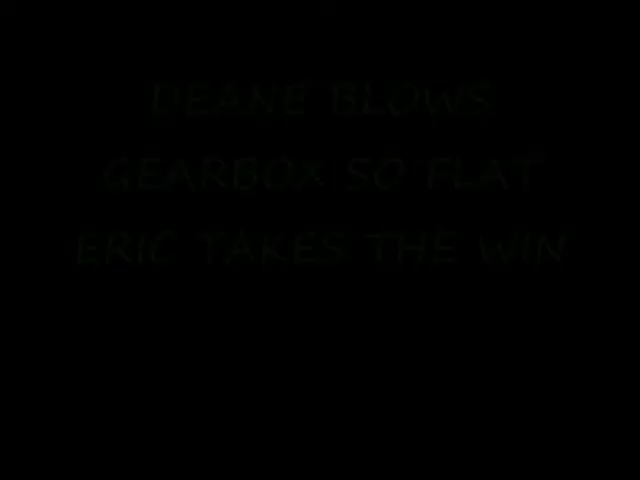 DEANE BLOWS
GEARBOX SO FLAT
ERIC TAKES THE WIN